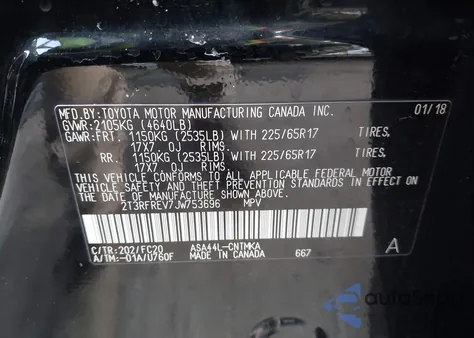 MFD.BY:TOYOTA MOTOR MANUFACTURING CANADA INC. 01/18
GVWR:2105KG (4640LB)
GAWR:FRT 1150KG (2535LB) WITH 225/65R17 TIRES,
17X7.0J RIMS,
RR. 1150KG (2535LB) WITH 225/65R17 TIRES,
17X7.0J RIMS.
THIS VEHICLE CONFORMS TO ALL APPLICABLE FEDERAL MOTOR
VEHICLE SAFETY AND THEFT PREVENTION STANDARDS IN EFFECT ON
THE DATE OF MANUFACTURE SHOWN ABOVE.
2T3RFREV7JW753696 MPV
C/TR:202/FC20 ASA44L-CNTMKA A
A/TM:-01A/U760F MADE IN CANADA 667